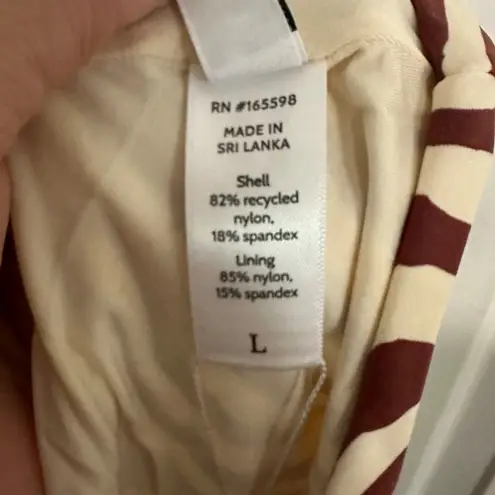 RN #165598
MADE IN
SRI LANKA
Shell
82% recycled
nylon,
18% spandex
Lining
85% nylon,
15% spandex
L